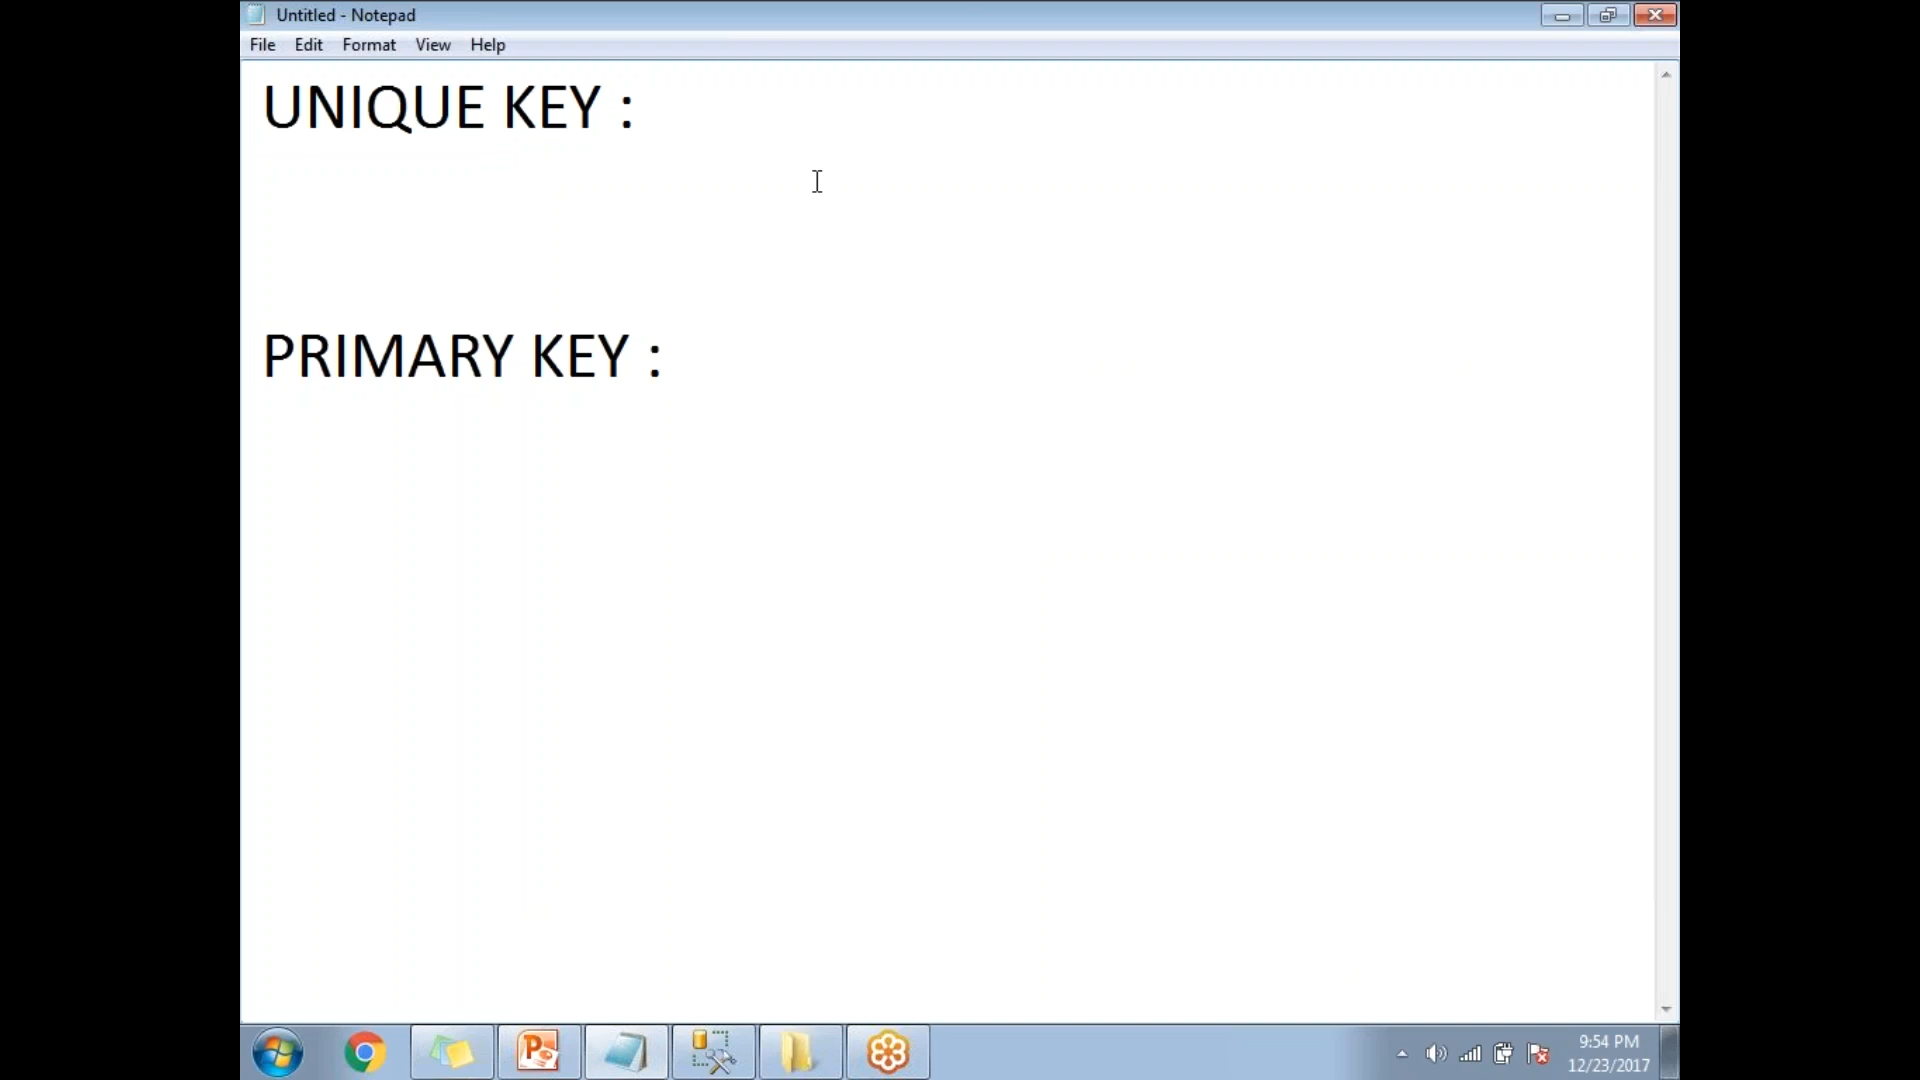 Untitled - Notepad
File Edit Format View Help
UNIQUE KEY :
PRIMARY KEY :
9:54 PM
12/23/2017